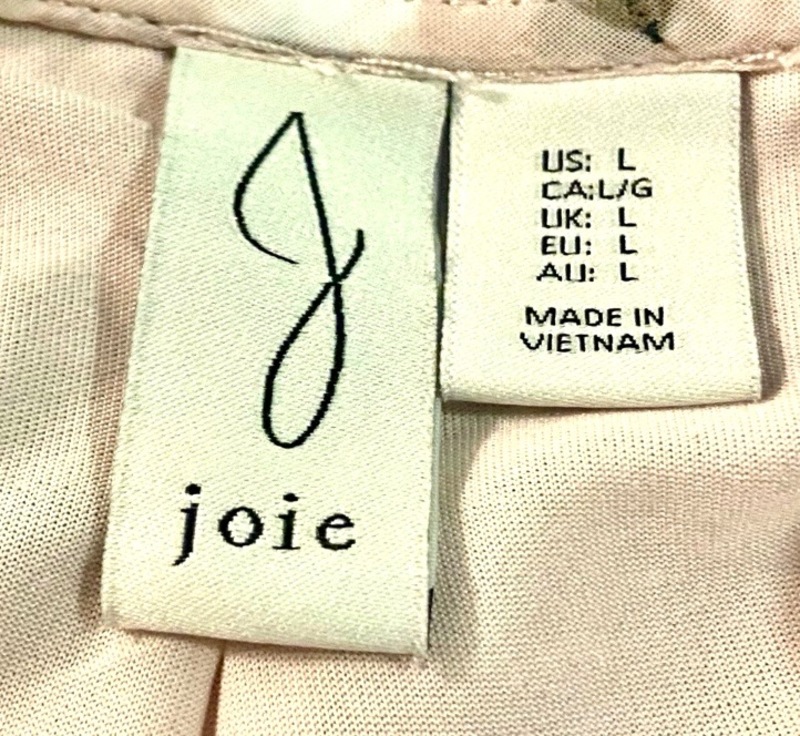 J
joie
US: L
CA:L/G
UK: L
EU: L
AU: L
MADE IN
VIETNAM